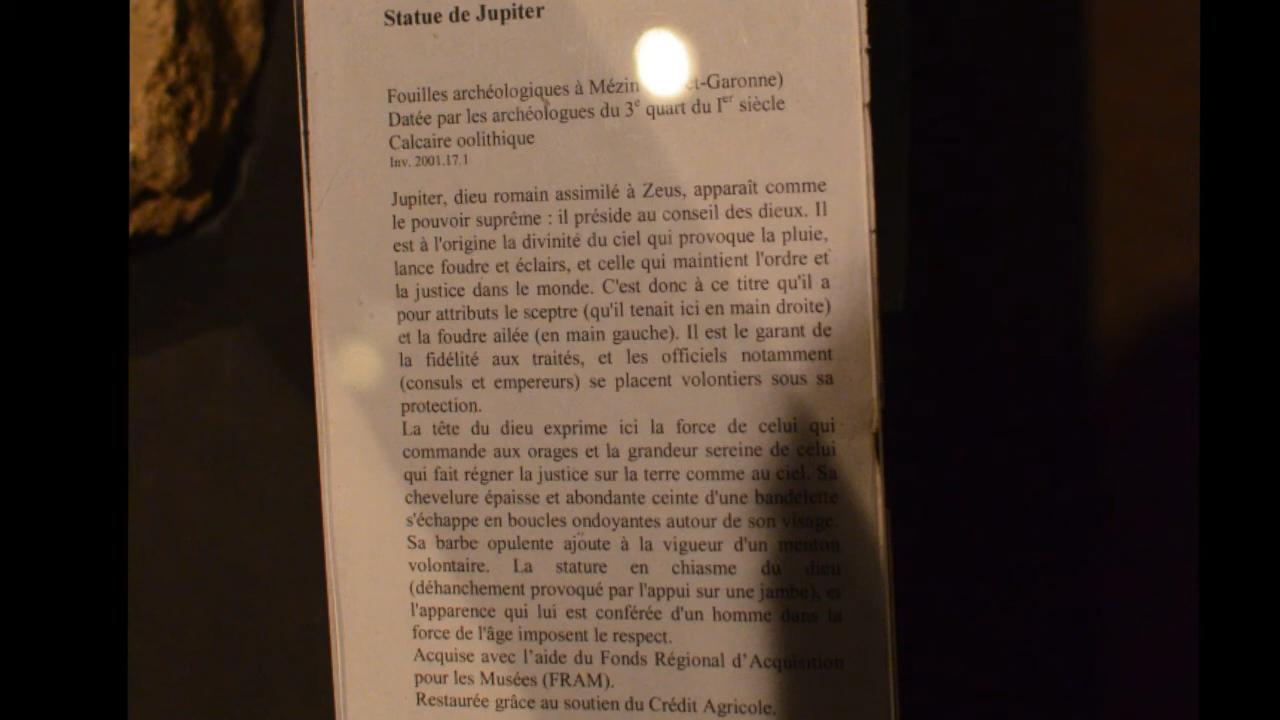 Statue de Jupiter
Fouilles archéologiques à Mézin t-Garonne)
Datée par les archéologues du 3e quart du Ier siècle
Calcaire oolithique
Inv. 2001.17.1
Jupiter, dieu romain assimilé à Zeus, apparaît comme
le pouvoir suprême : il préside au conseil des dieux. Il
est à l'origine la divinité du ciel qui provoque la pluie,
lance foudre et éclairs, et celle qui maintient l'ordre et
la justice dans le monde. C'est donc à ce titre qu'il a
pour attributs le sceptre (qu'il tenait ici en main droite)
et la foudre ailée (en main gauche). Il est le garant de
la fidélité aux traités, et les officiels notamment
(consuls et empereurs) se placent volontiers sous sa
protection.
La tête du dieu exprime ici la force de celui qui
commande aux orages et la grandeur sereine de celui
qui fait régner la justice sur la terre comme au ciel. Sa
chevelure épaisse et abondante ceinte d'une bandelette
s'échappe en boucles ondoyantes autour de son visage.
Sa barbe opulente ajoute à la vigueur d'un menton
volontaire. La stature en chiasme du dieu
(déhanchement provoqué par l'appui sur une jambe), et
l'apparence qui lui est conférée d'un homme dans la
force de l'âge imposent le respect.
Acquise avec l'aide du Fonds Régional d'Acquisition
pour les Musées (FRAM).
Restaurée grâce au soutien du Crédit Agricole.